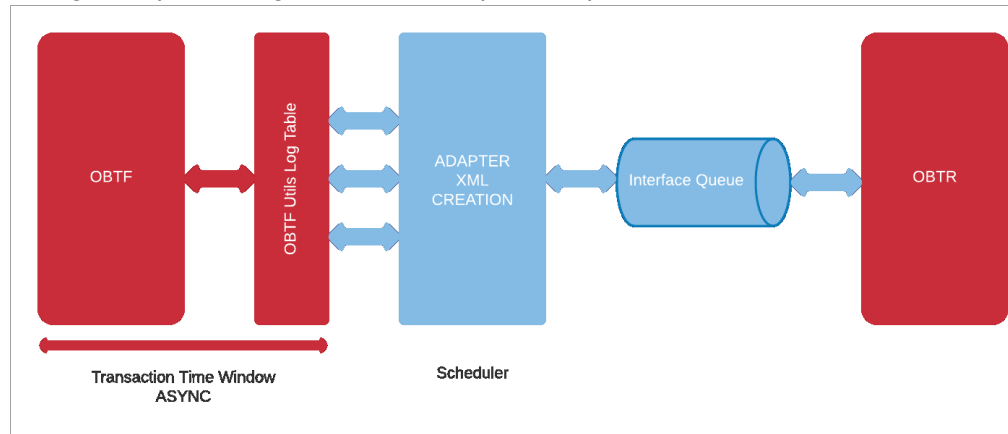 OBTF
OBTF Utils Log Table
ADAPTER
XML
CREATION
Interface Queue
OBTR
Transaction Time Window
ASYNC
Scheduler